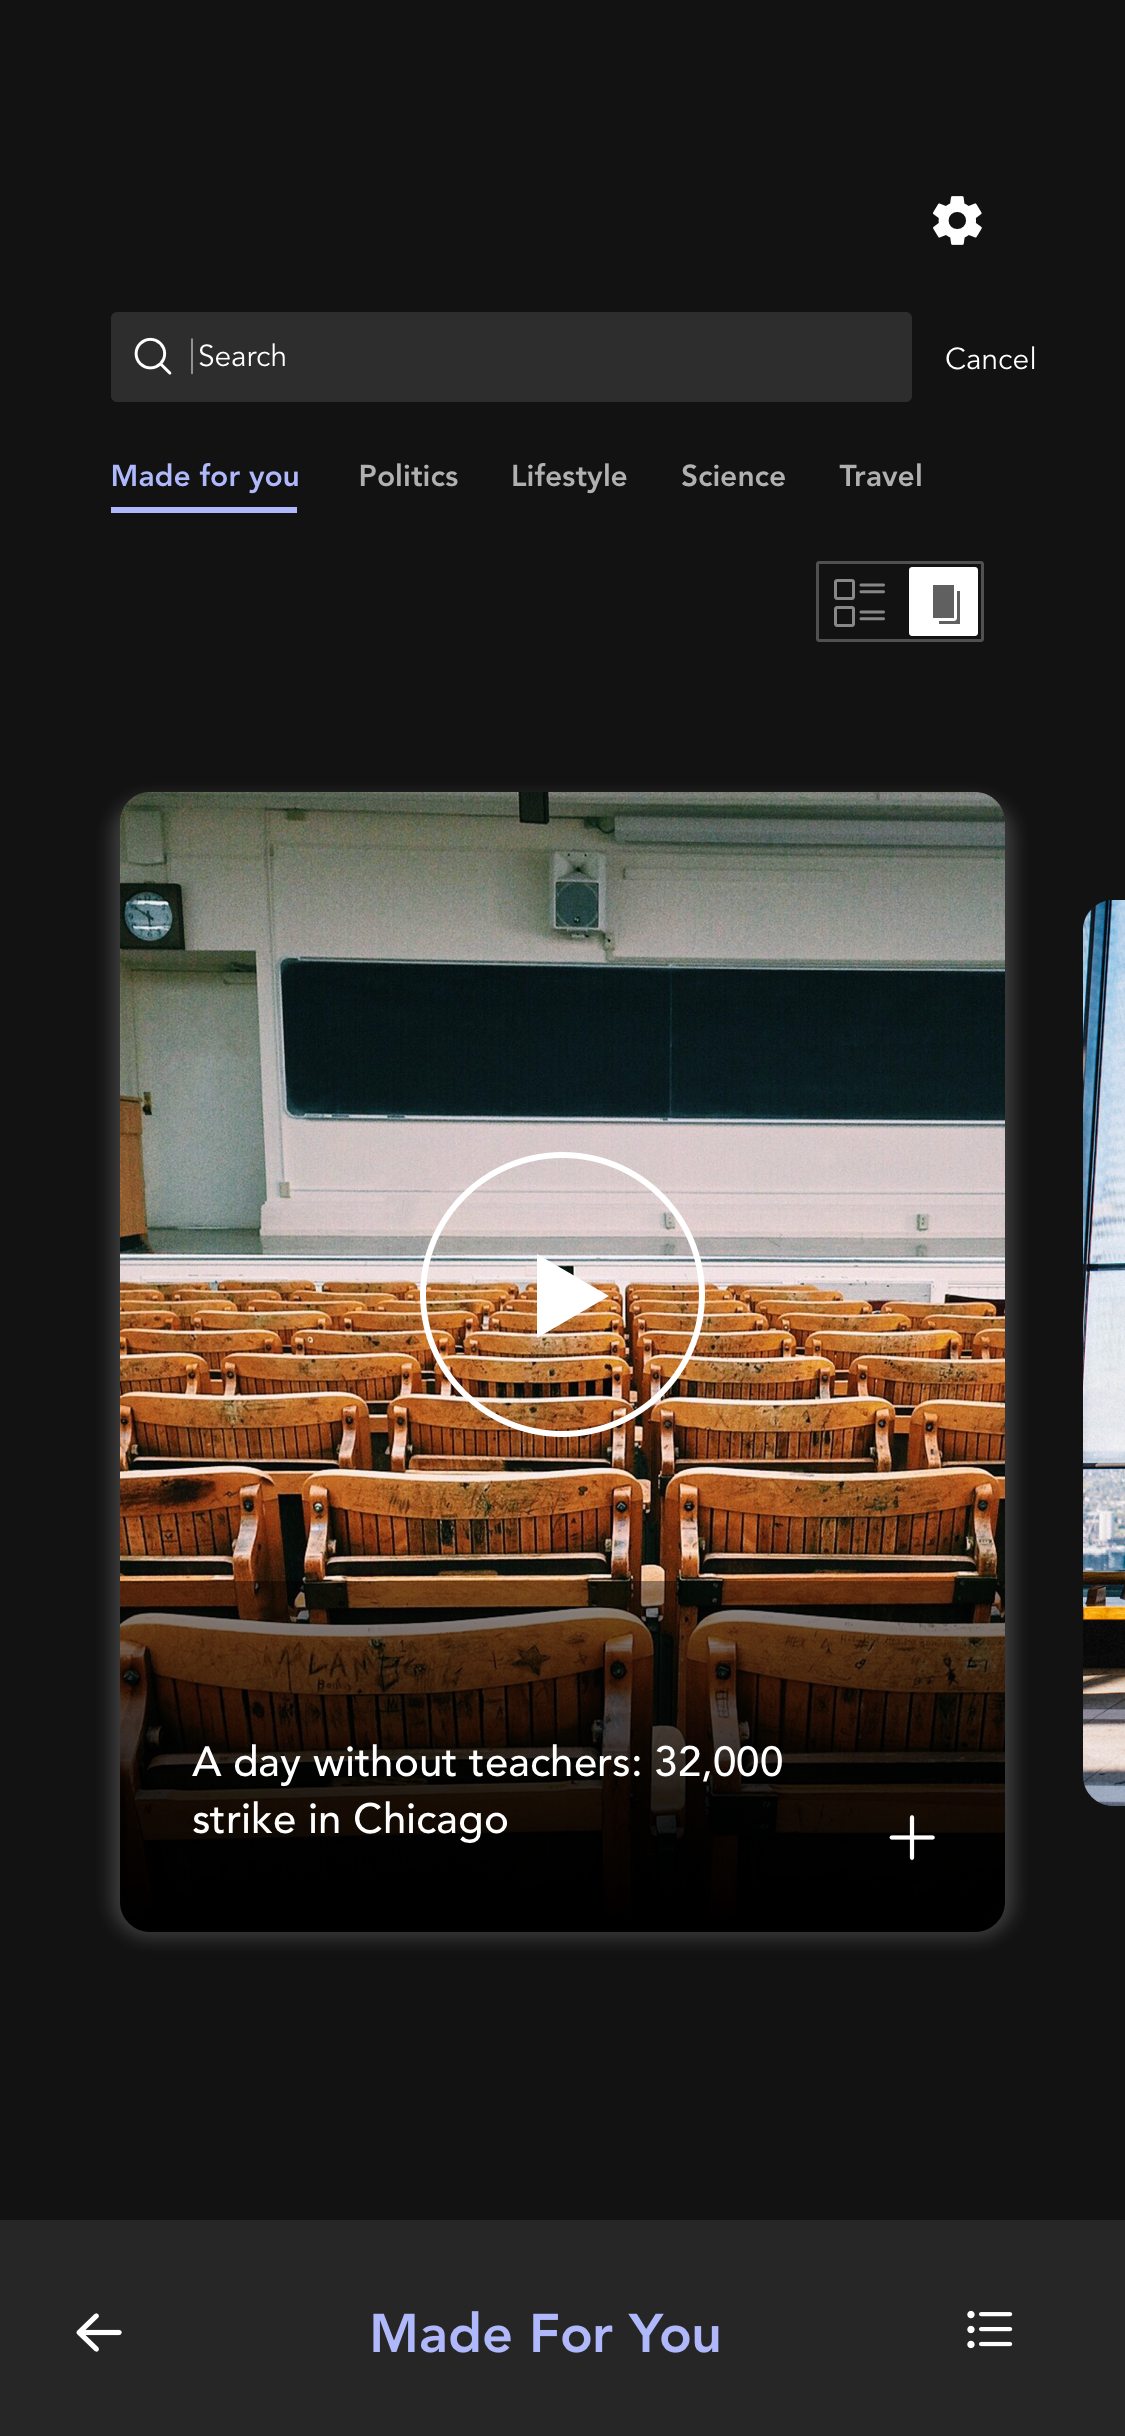 Search
Cancel
Made for you
Politics
Lifestyle
Science
Travel
A day without teachers: 32,000
strike in Chicago
Made For You